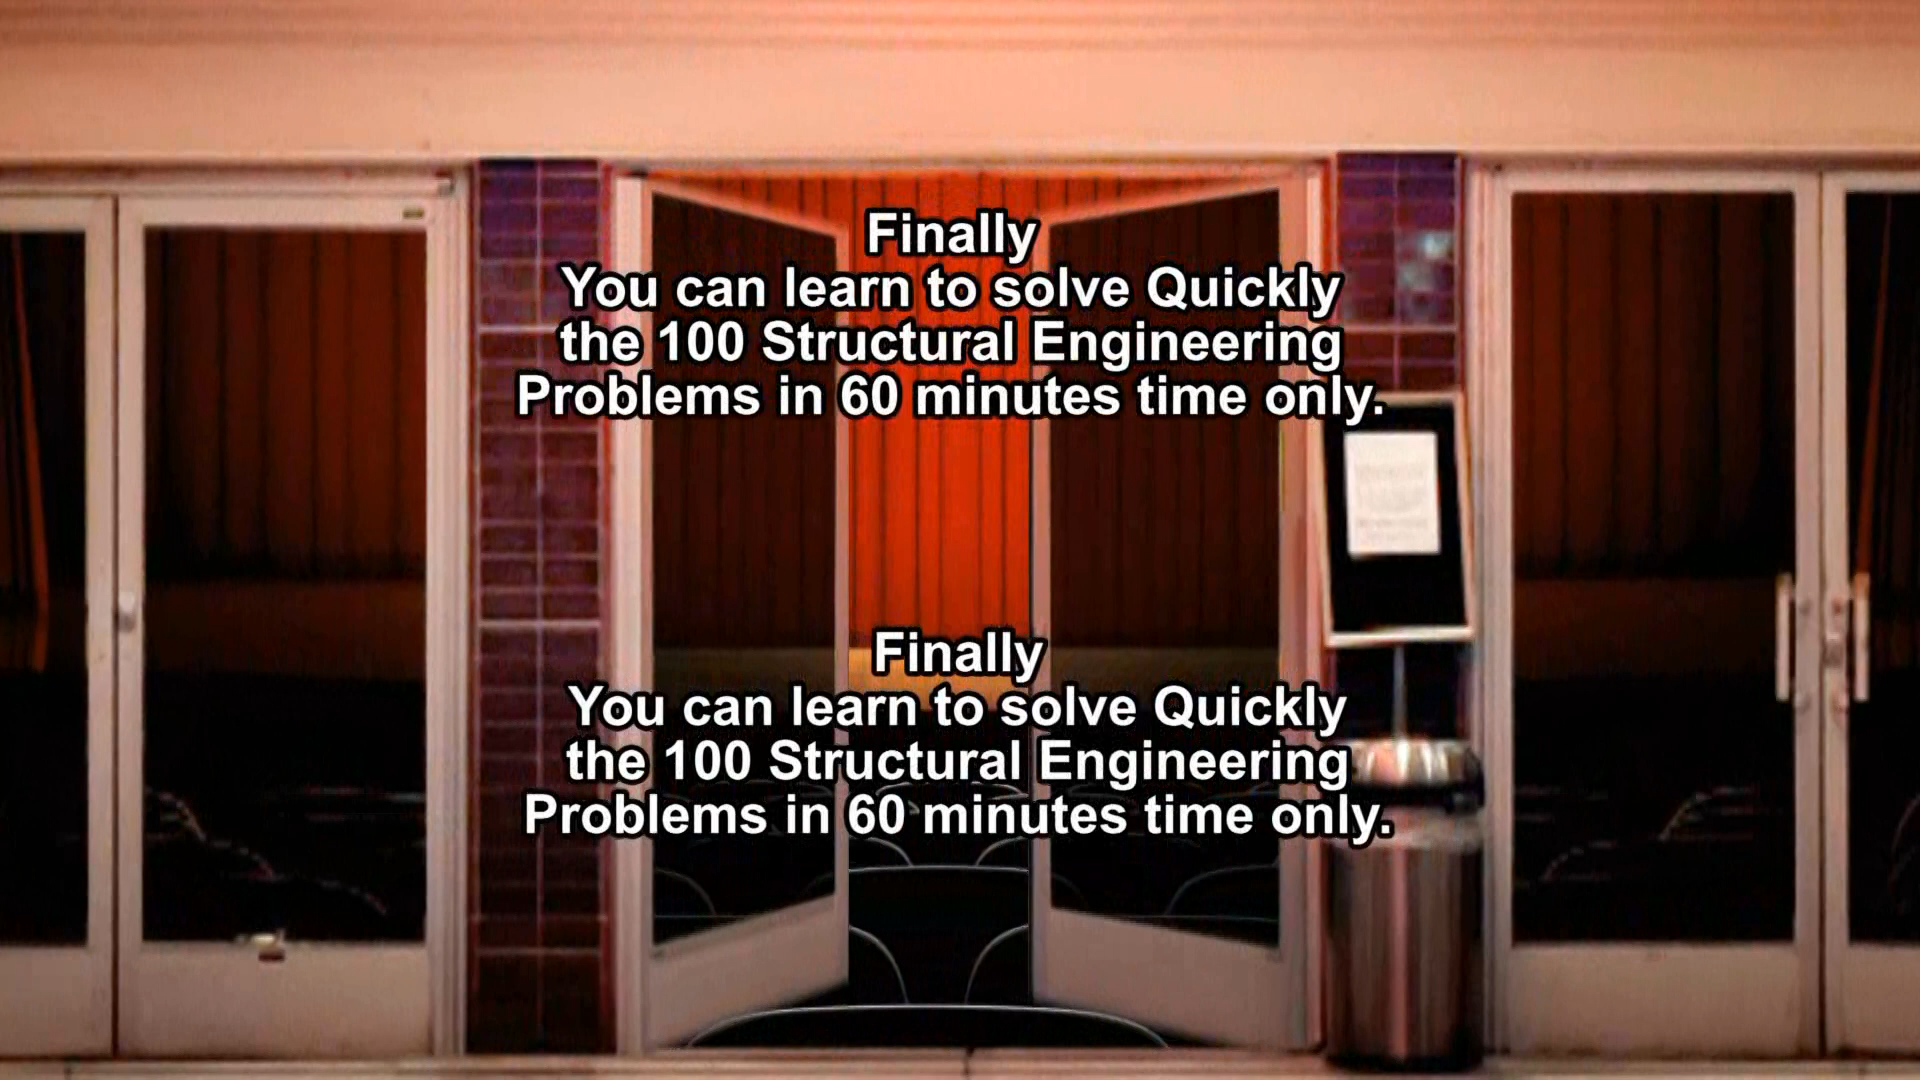 Finally
You can learn to solve Quickly
the 100 Structural Engineering
Problems in 60 minutes time only.
Finally
You can learn to solve Quickly
the 100 Structural Engineering
Problems in 60 minutes time only.